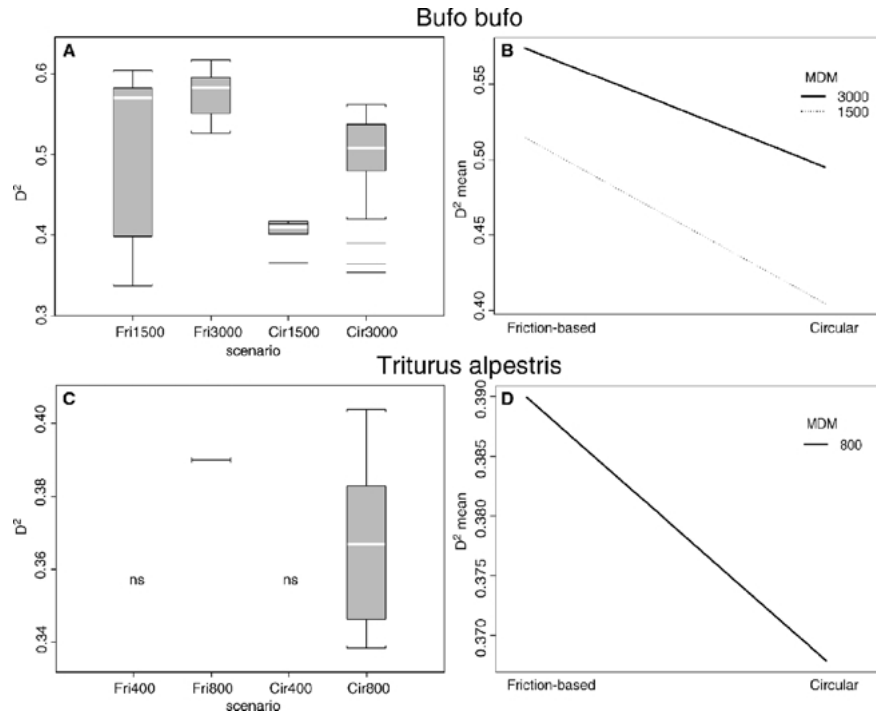 Bufo bufo
A
D²
0.6
0.5
0.4
0.3
Fri1500 Fri3000 Cir1500 Cir3000
scenario
B
D² mean
0.55
0.50
0.45
0.40
MDM
3000
1500
Friction-based Circular
Triturus alpestris
C
D²
0.40
0.38
0.36
0.34
ns
ns
Fri400 Fri800 Cir400 Cir800
scenario
D
D² mean
0.390
0.385
0.380
0.375
0.370
MDM
800
Friction-based Circular